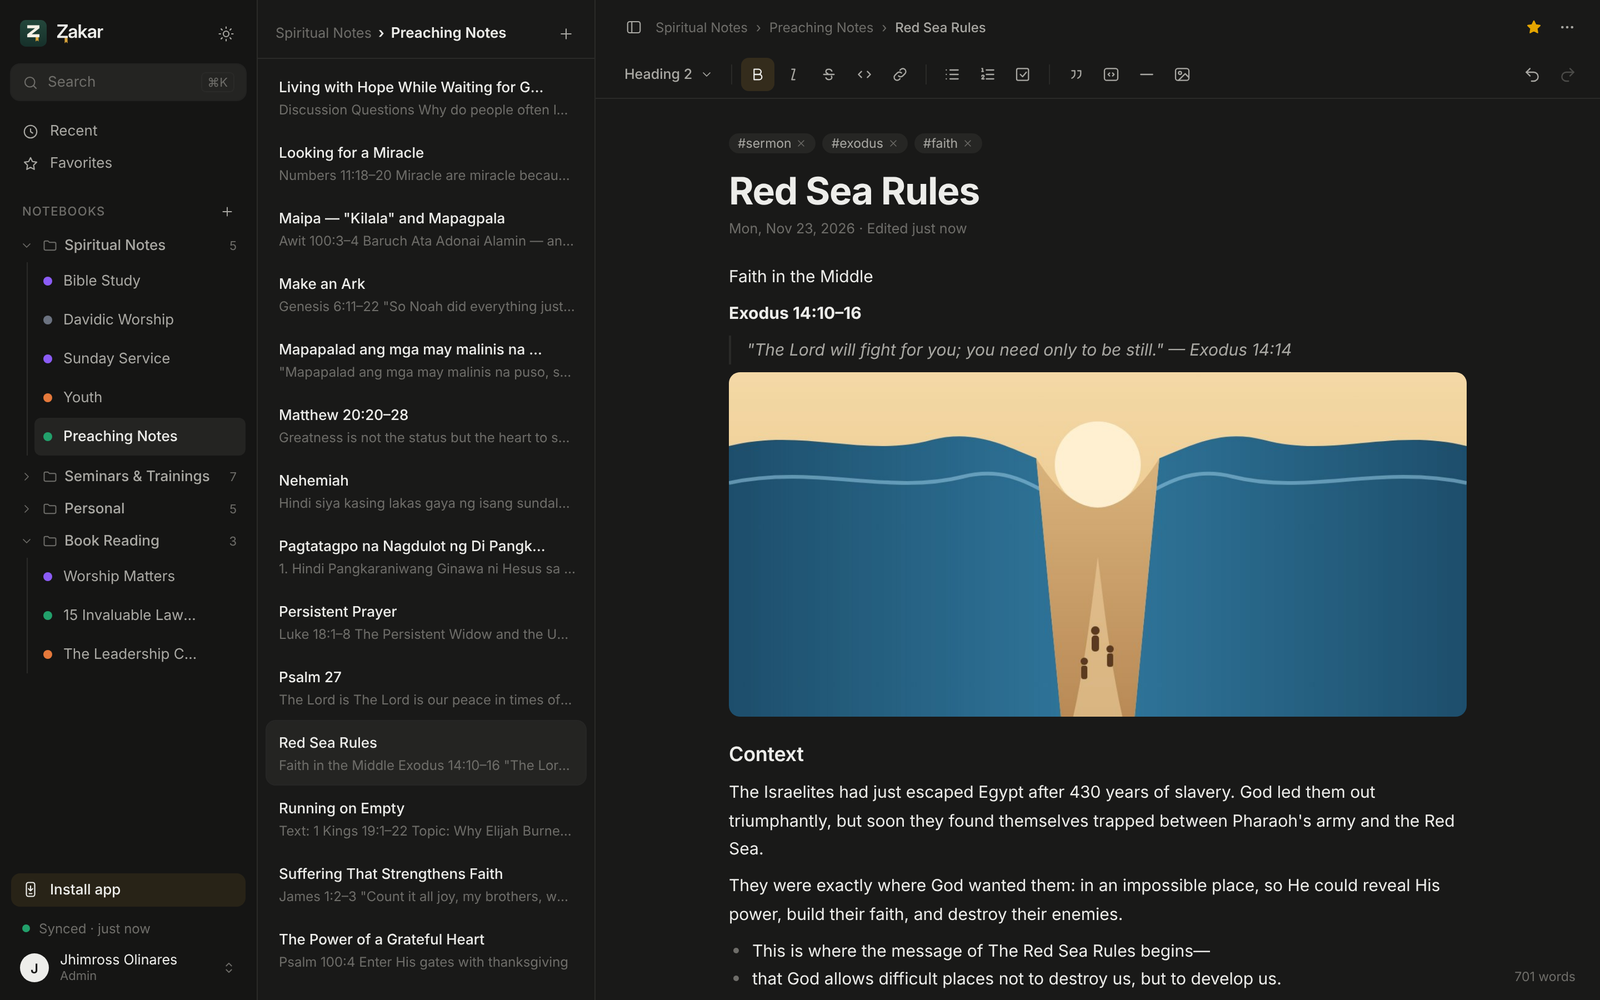 Zakar
Search ⌘K
Recent
Favorites
NOTEBOOKS
Spiritual Notes 5
Bible Study
Davidic Worship
Sunday Service
Youth
Preaching Notes
Seminars & Trainings 7
Personal 5
Book Reading 3
Worship Matters
15 Invaluable Law...
The Leadership C...
Install app
Synced · just now
J
Jhimross Olinares
Admin
Spiritual Notes › Preaching Notes
Living with Hope While Waiting for G...
Discussion Questions Why do people often l...
Looking for a Miracle
Numbers 11:18–20 Miracle are miracle becau...
Maipa — "Kilala" and Mapagpala
Awit 100:3–4 Baruch Ata Adonai Alamin — an...
Make an Ark
Genesis 6:11–22 "So Noah did everything just...
Mapapalad ang mga may malinis na ...
"Mapapalad ang mga may malinis na puso, s...
Matthew 20:20–28
Greatness is not the status but the heart to s...
Nehemiah
Hindi siya kasing lakas gaya ng isang sundal...
Pagtatagpo na Nagdulot ng Di Pangk...
1. Hindi Pangkaraniwang Ginawa ni Hesus sa ...
Persistent Prayer
Luke 18:1–8 The Persistent Widow and the U...
Psalm 27
The Lord is The Lord is our peace in times of...
Red Sea Rules
Faith in the Middle Exodus 14:10–16 "The Lor...
Running on Empty
Text: 1 Kings 19:1–22 Topic: Why Elijah Burne...
Suffering That Strengthens Faith
James 1:2–3 "Count it all joy, my brothers, w...
The Power of a Grateful Heart
Psalm 100:4 Enter His gates with thanksgiving
Spiritual Notes › Preaching Notes › Red Sea Rules
Heading 2 B I S
#sermon × #exodus × #faith ×
Red Sea Rules
Mon, Nov 23, 2026 · Edited just now
Faith in the Middle
Exodus 14:10–16
"The Lord will fight for you; you need only to be still." — Exodus 14:14
Context
The Israelites had just escaped Egypt after 430 years of slavery. God led them out
triumphantly, but soon they found themselves trapped between Pharaoh's army and the Red
Sea.
They were exactly where God wanted them: in an impossible place, so He could reveal His
power, build their faith, and destroy their enemies.
• This is where the message of The Red Sea Rules begins—
• that God allows difficult places not to destroy us, but to develop us.
701 words